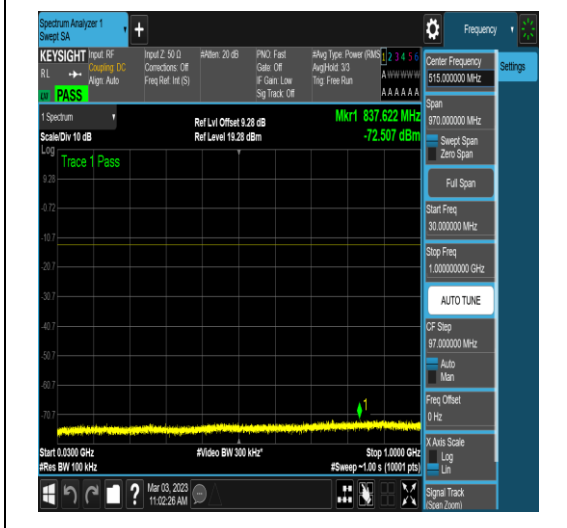 Spectrum Analyzer 1
Swept SA
Frequency
KEYSIGHT
Input: RF
Coupling: DC
Align: Auto
Input Z: 50 Ω
Corrections: Off
Freq Ref: Int (S)
#Atten: 20 dB
PNO: Fast
Gate: Off
IF Gain: Low
Sig Track: Off
#Avg Type: Power (RMS
Avg|Hold: 3/3
Trig: Free Run
1 2 3 4 5 6
A W W W W W
A A A A A A
RL
PASS
1 Spectrum
Scale/Div 10 dB
Ref Lvl Offset 9.28 dB
Ref Level 19.28 dBm
Mkr1 837.622 MHz
-72.507 dBm
Log
Trace 1 Pass
9.28
-0.72
-10.7
-20.7
-30.7
-40.7
-50.7
-60.7
-70.7
1
Start 0.0300 GHz
#Res BW 100 kHz
#Video BW 300 kHz*
Stop 1.0000 GHz
#Sweep ~1.00 s (10001 pts)
Mar 03, 2023
11:02:26 AM
Center Frequency
515.000000 MHz
Settings
Span
970.000000 MHz
Swept Span
Zero Span
Full Span
Start Freq
30.000000 MHz
Stop Freq
1.000000000 GHz
AUTO TUNE
CF Step
97.000000 MHz
Auto
Man
Freq Offset
0 Hz
X Axis Scale
Log
Lin
Signal Track
(Span Zoom)